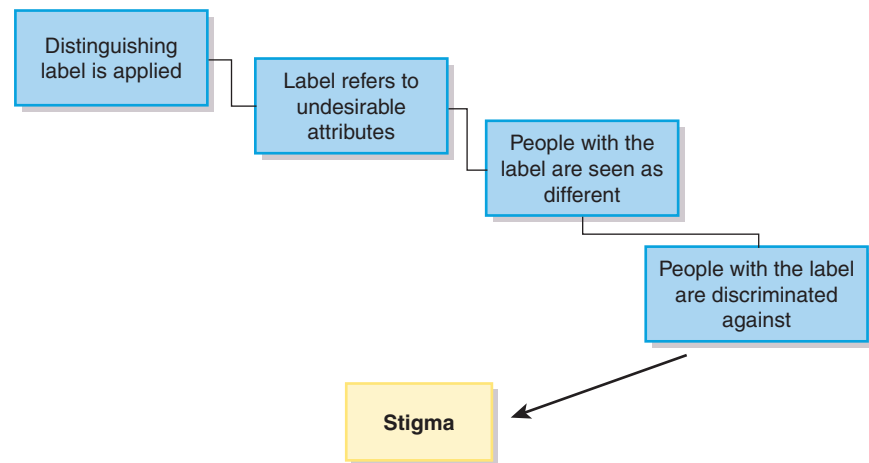 Distinguishing
label is applied
Label refers to
undesirable
attributes
People with the
label are seen as
different
People with the label
are discriminated
against
Stigma